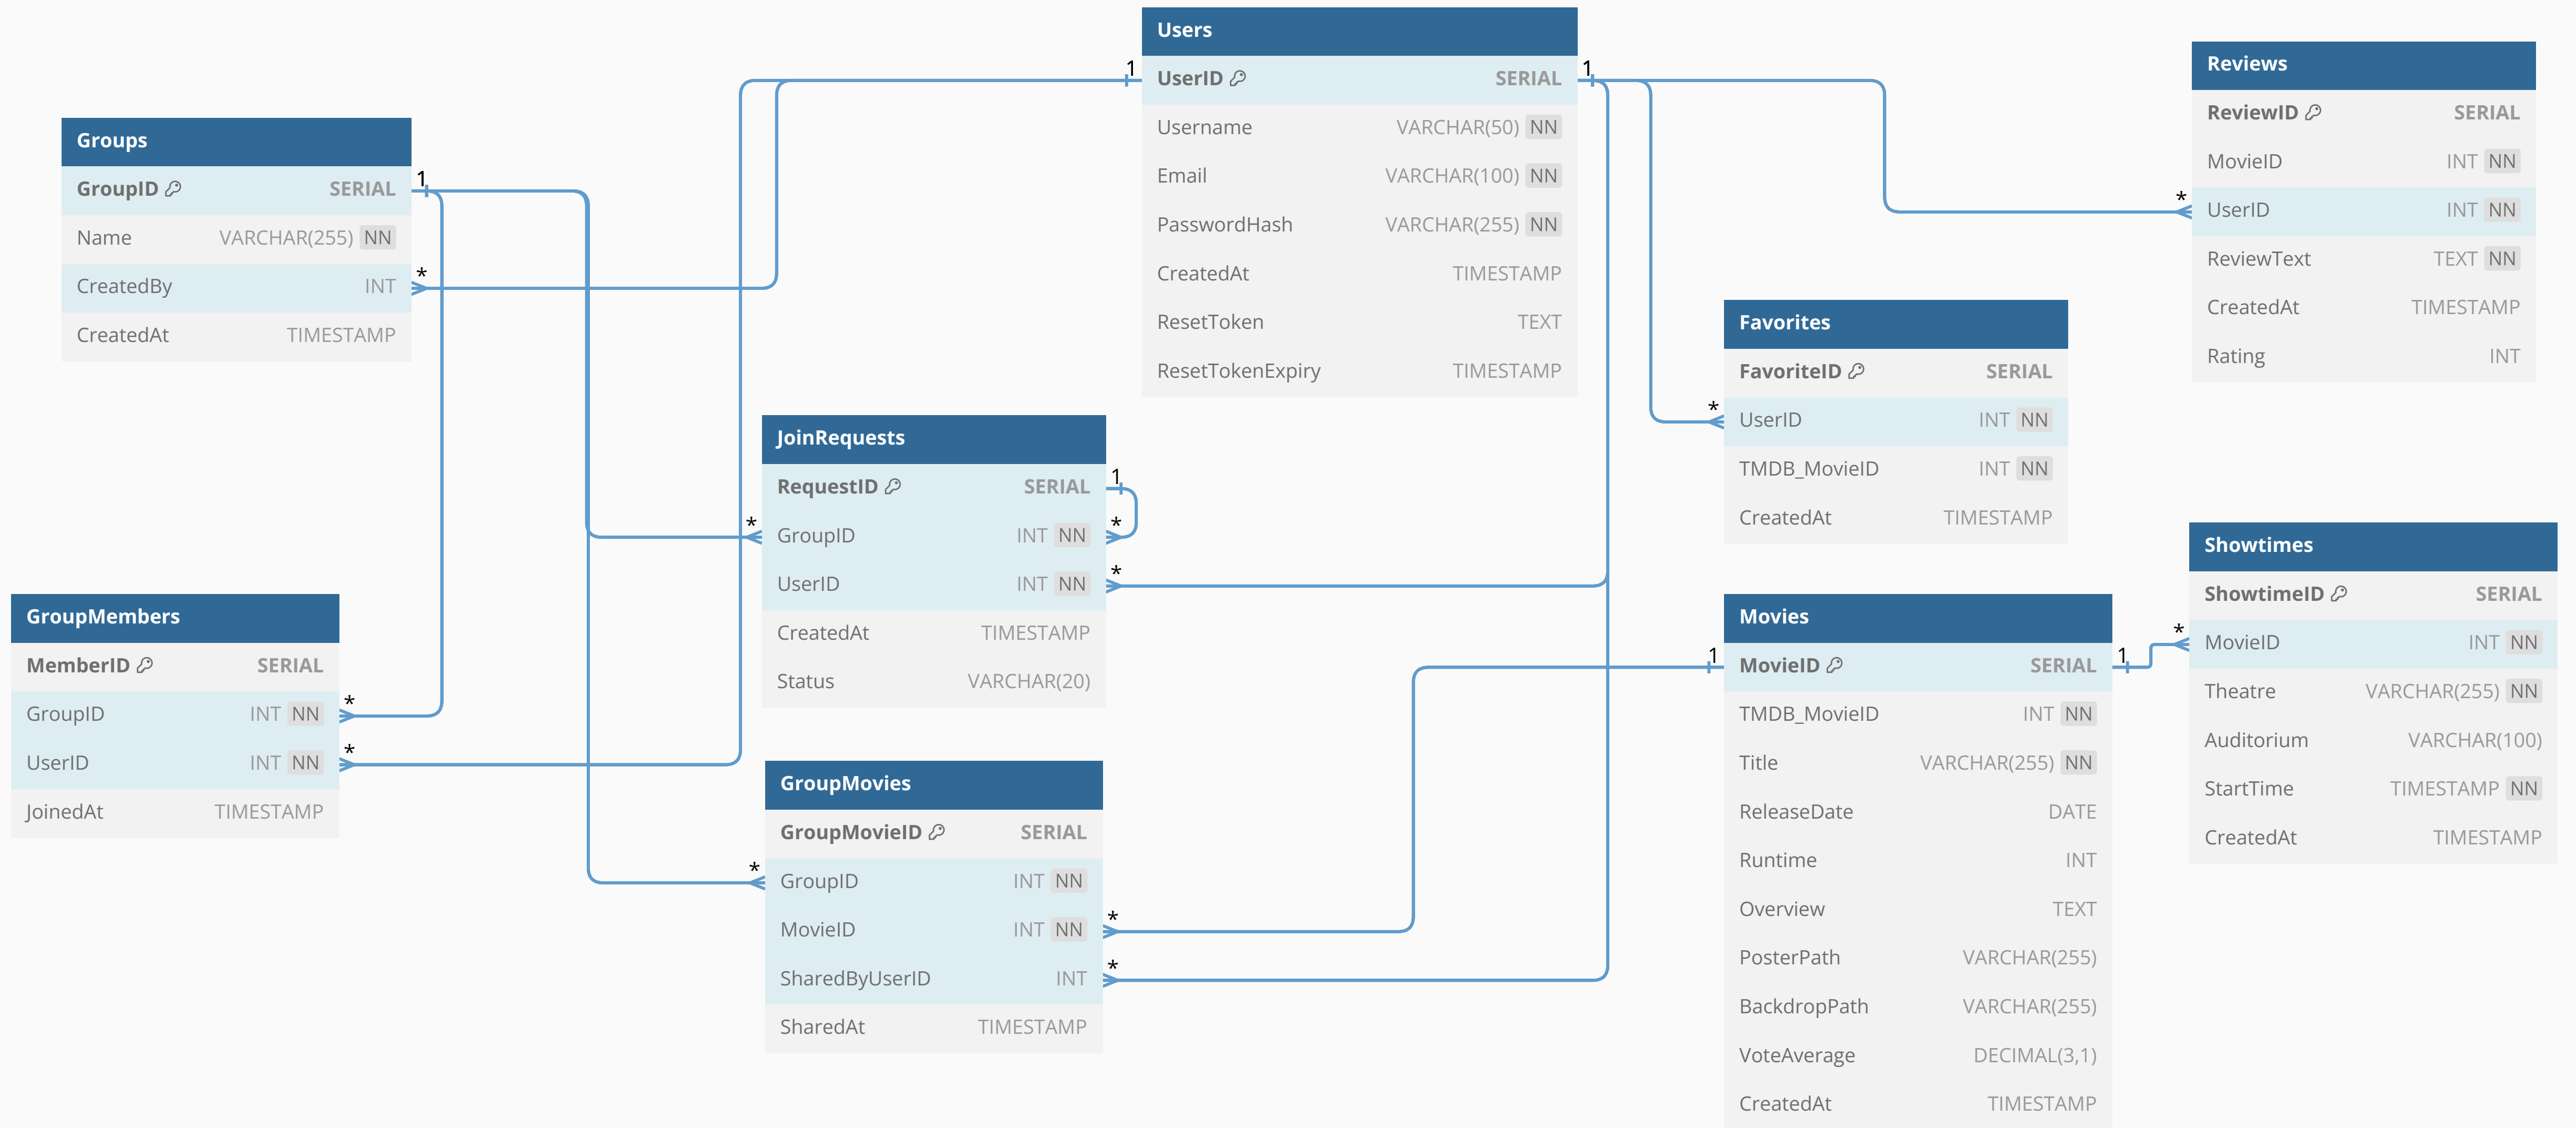 Users
UserID SERIAL
Username VARCHAR(50) NN
Email VARCHAR(100) NN
PasswordHash VARCHAR(255) NN
CreatedAt TIMESTAMP
ResetToken TEXT
ResetTokenExpiry TIMESTAMP
1
1
Reviews
ReviewID SERIAL
MovieID INT NN
* UserID INT NN
ReviewText TEXT NN
CreatedAt TIMESTAMP
Rating INT
Groups
GroupID SERIAL 1
Name VARCHAR(255) NN
CreatedBy INT *
CreatedAt TIMESTAMP
Favorites
FavoriteID SERIAL
* UserID INT NN
TMDB_MovieID INT NN
CreatedAt TIMESTAMP
JoinRequests
RequestID SERIAL 1
* GroupID INT NN *
UserID INT NN *
CreatedAt TIMESTAMP
Status VARCHAR(20)
Showtimes
ShowtimeID SERIAL
* MovieID INT NN
Theatre VARCHAR(255) NN
Auditorium VARCHAR(100)
StartTime TIMESTAMP NN
CreatedAt TIMESTAMP
GroupMembers
MemberID SERIAL
GroupID INT NN *
UserID INT NN *
JoinedAt TIMESTAMP
Movies
1 MovieID SERIAL 1
TMDB_MovieID INT NN
Title VARCHAR(255) NN
ReleaseDate DATE
Runtime INT
Overview TEXT
PosterPath VARCHAR(255)
BackdropPath VARCHAR(255)
VoteAverage DECIMAL(3,1)
CreatedAt TIMESTAMP
GroupMovies
GroupMovieID SERIAL
* GroupID INT NN
MovieID INT NN *
SharedByUserID INT *
SharedAt TIMESTAMP